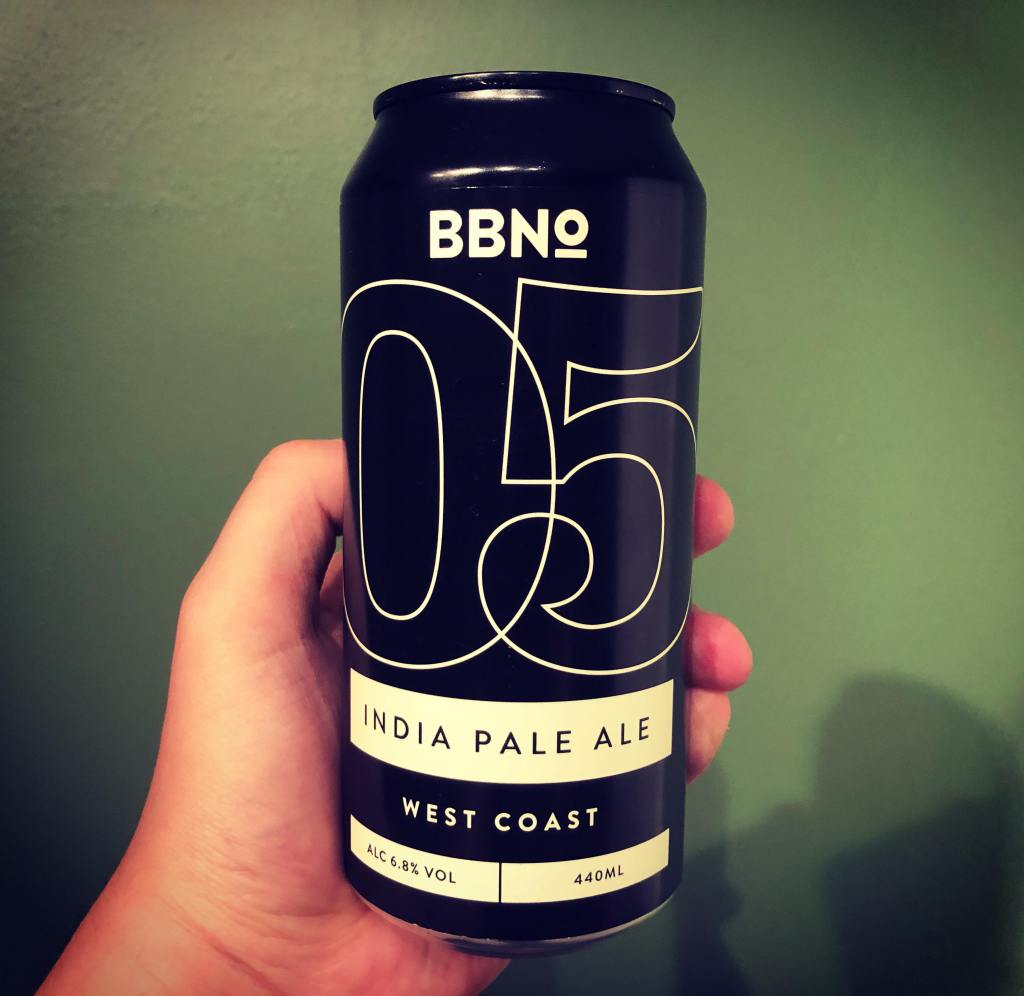 BBNo
05
INDIA PALE ALE
WEST COAST
ALC 6.8% VOL
440ML